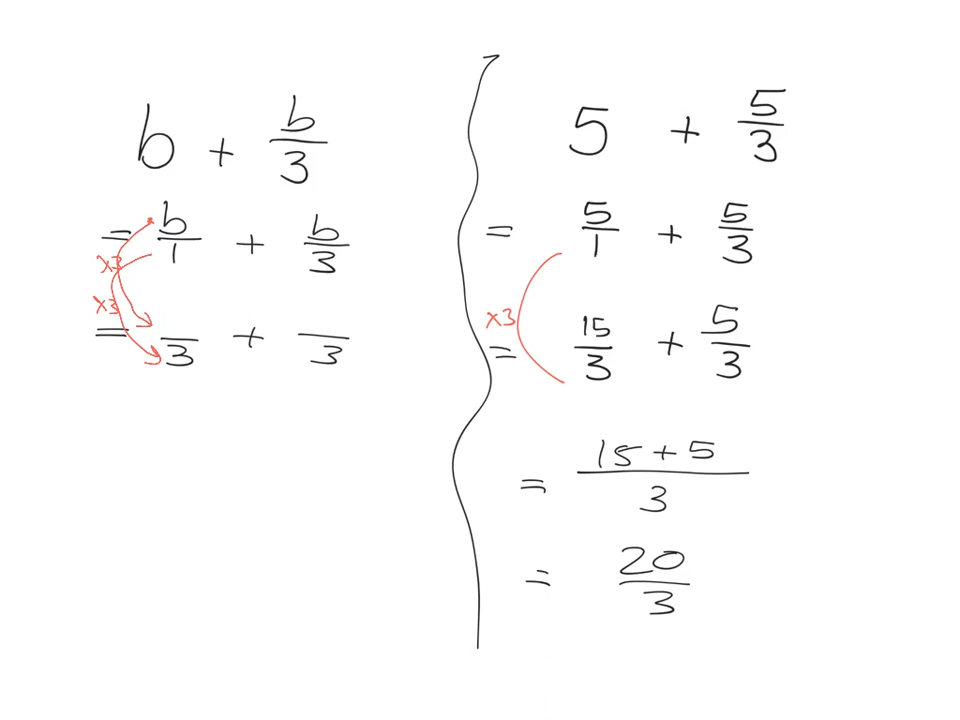 b + b/3
= b/1 + b/3
×3
×3
= /3 + /3
5 + 5/3
= 5/1 + 5/3
×3
= 15/3 + 5/3
= (15 + 5)/3
= 20/3